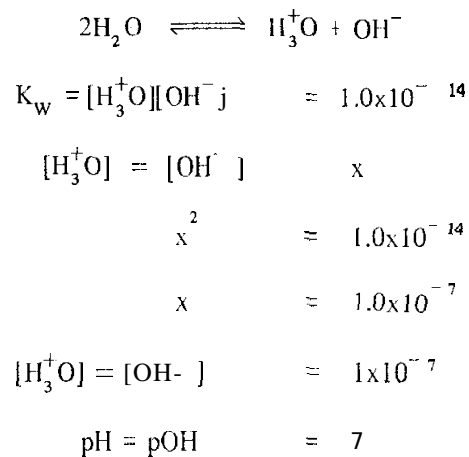 2H₂O ⇌ H₃⁺O + OH⁻
K_W = [H₃⁺O][OH⁻ j = 1.0x10⁻ ¹⁴
[H₃⁺O] = [OH⁻ ] x
x² = 1.0x10⁻ ¹⁴
x = 1.0x10⁻ ⁷
[H₃⁺O] = [OH- ] = 1x10⁻ ⁷
pH = pOH = 7